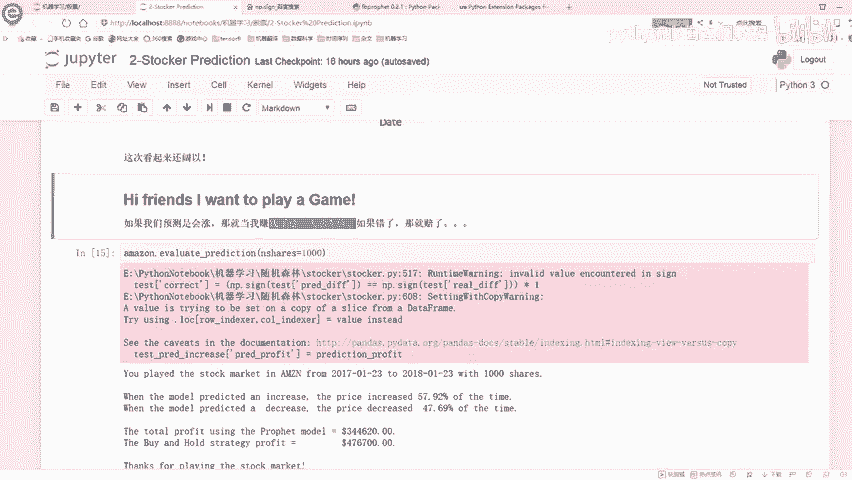 机器学习/股票/
2-Stocker Prediction
np.sign_百度搜索
fbprophet 0.2.1 : Python Pac
http://localhost:8888/notebooks/机器学习/股票/2-Stocker%20Prediction.ipynb
jupyter 2-Stocker Prediction Last Checkpoint: 16 hours ago (autosaved)
Logout
File Edit View Insert Cell Kernel Widgets Help
Not Trusted
Python 3
Markdown
Date
这次看起来还阔以！
Hi friends I want to play a Game!
如果我们预测是会涨，那就当我赚
如果错了，那就赔了。。。
In [15]: amazon.evaluate_prediction(nshares=1000)
E:\PythonNotebook\机器学习\随机森林\stocker\stocker.py:517: RuntimeWarning: invalid value encountered in sign
test['correct'] = (np.sign(test['pred_diff']) == np.sign(test['real_diff'])) * 1
E:\PythonNotebook\机器学习\随机森林\stocker\stocker.py:608: SettingWithCopyWarning:
A value is trying to be set on a copy of a slice from a DataFrame.
Try using .loc[row_indexer,col_indexer] = value instead
See the caveats in the documentation: http://pandas.pydata.org/pandas-docs/stable/indexing.html#indexing-view-versus-copy
test_pred_increase['pred_profit'] = prediction_profit
You played the stock market in AMZN from 2017-01-23 to 2018-01-23 with 1000 shares.
When the model predicted an increase, the price increased 57.92% of the time.
When the model predicted a  decrease, the price decreased  47.69% of the time.
The total profit using the Prophet model = $344620.00.
The Buy and Hold strategy profit =         $476700.00.
Thanks for playing the stock market!